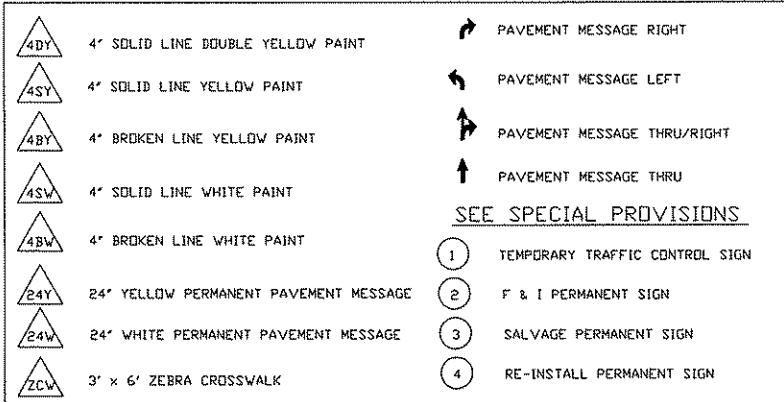 4DY 4" SOLID LINE DOUBLE YELLOW PAINT
4SY 4" SOLID LINE YELLOW PAINT
4BY 4" BROKEN LINE YELLOW PAINT
4SW 4" SOLID LINE WHITE PAINT
4BW 4" BROKEN LINE WHITE PAINT
24Y 24" YELLOW PERMANENT PAVEMENT MESSAGE
24W 24" WHITE PERMANENT PAVEMENT MESSAGE
ZCW 3' x 6' ZEBRA CROSSWALK
PAVEMENT MESSAGE RIGHT
PAVEMENT MESSAGE LEFT
PAVEMENT MESSAGE THRU/RIGHT
PAVEMENT MESSAGE THRU
SEE SPECIAL PROVISIONS
1 TEMPORARY TRAFFIC CONTROL SIGN
2 F & I PERMANENT SIGN
3 SALVAGE PERMANENT SIGN
4 RE-INSTALL PERMANENT SIGN